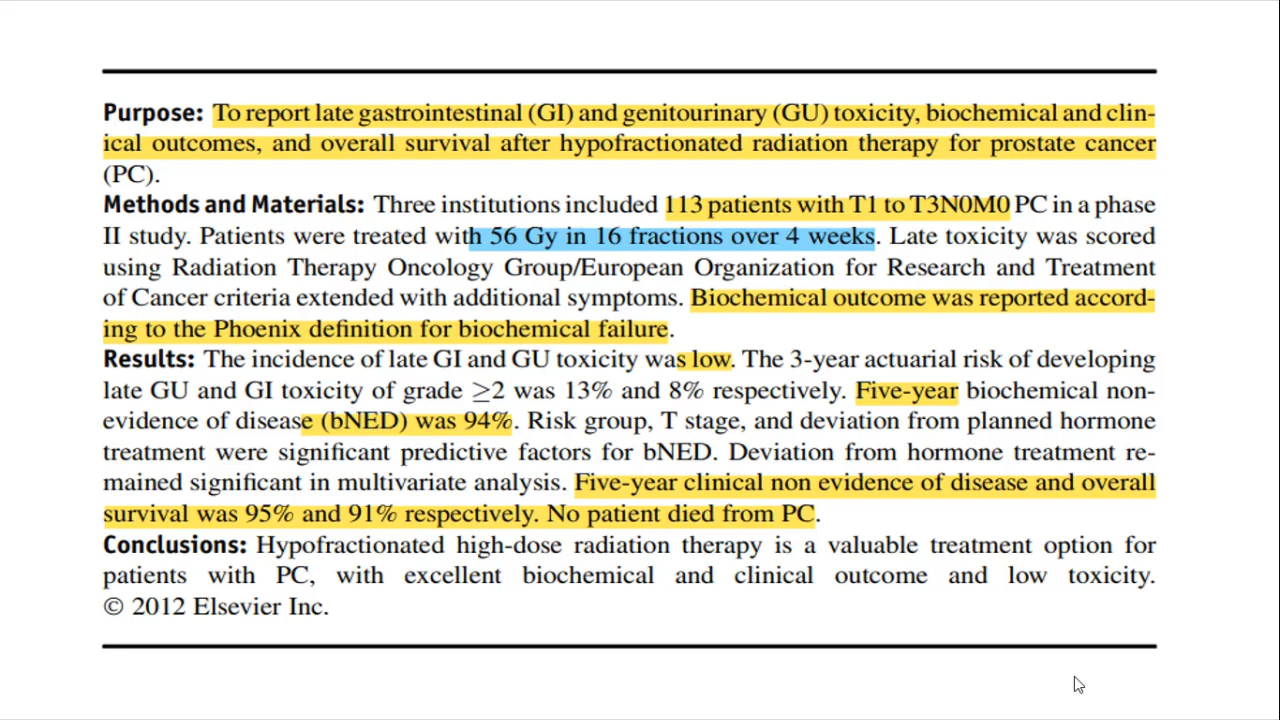 Purpose: To report late gastrointestinal (GI) and genitourinary (GU) toxicity, biochemical and clin-
ical outcomes, and overall survival after hypofractionated radiation therapy for prostate cancer
(PC).
Methods and Materials: Three institutions included 113 patients with T1 to T3N0M0 PC in a phase
II study. Patients were treated with 56 Gy in 16 fractions over 4 weeks. Late toxicity was scored
using Radiation Therapy Oncology Group/European Organization for Research and Treatment
of Cancer criteria extended with additional symptoms. Biochemical outcome was reported accord-
ing to the Phoenix definition for biochemical failure.
Results: The incidence of late GI and GU toxicity was low. The 3-year actuarial risk of developing
late GU and GI toxicity of grade ≥2 was 13% and 8% respectively. Five-year biochemical non-
evidence of disease (bNED) was 94%. Risk group, T stage, and deviation from planned hormone
treatment were significant predictive factors for bNED. Deviation from hormone treatment re-
mained significant in multivariate analysis. Five-year clinical non evidence of disease and overall
survival was 95% and 91% respectively. No patient died from PC.
Conclusions: Hypofractionated high-dose radiation therapy is a valuable treatment option for
patients with PC, with excellent biochemical and clinical outcome and low toxicity.
© 2012 Elsevier Inc.